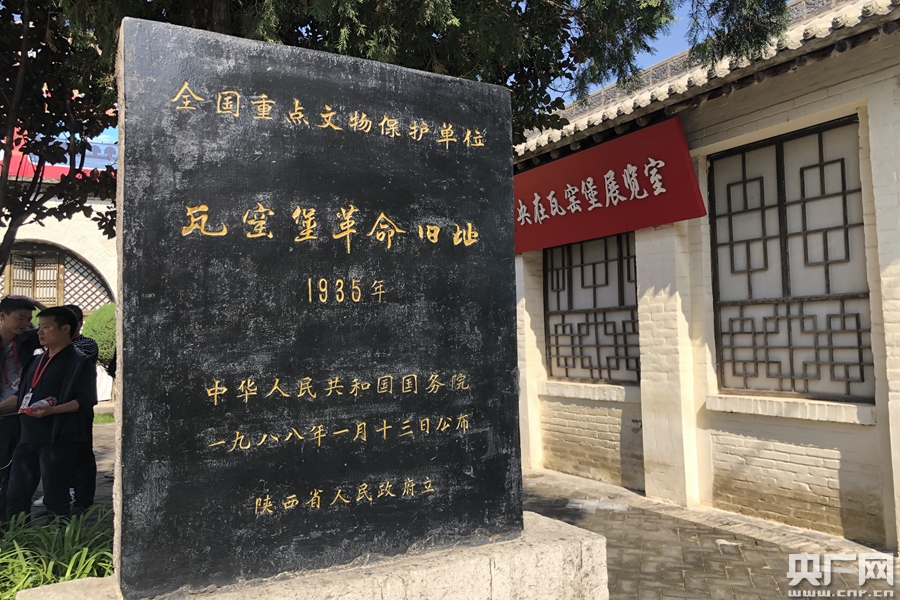 全国重点文物保护单位
瓦窑堡革命旧址
1935年
中华人民共和国国务院
一九八八年一月十三日公布
陕西省人民政府立
央在瓦窑堡展览室
央广网
www.cnr.cn